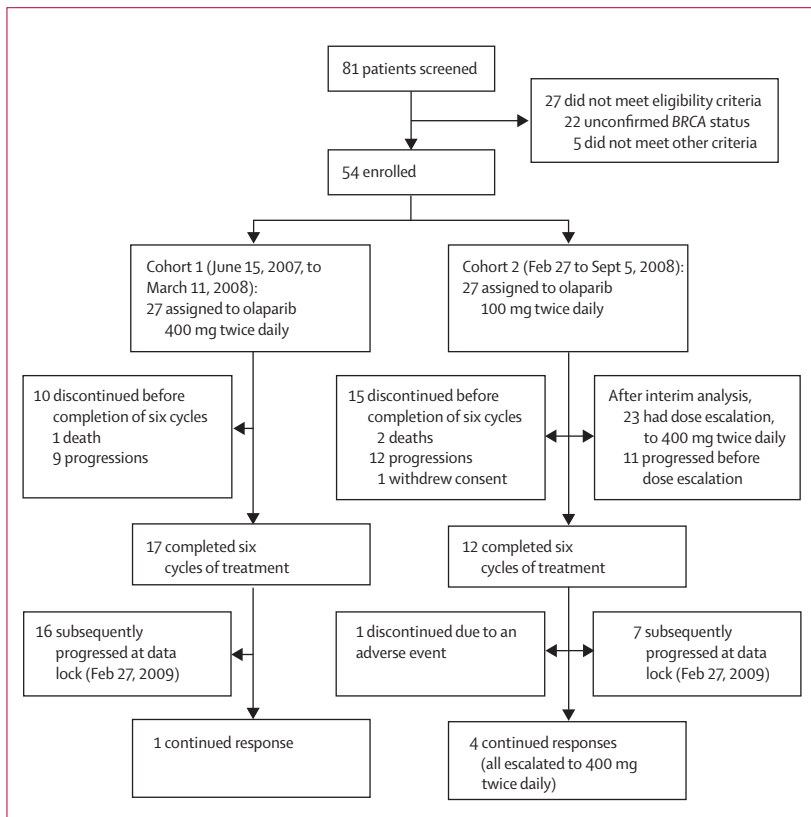 81 patients screened
27 did not meet eligibility criteria
22 unconfirmed BRCA status
5 did not meet other criteria
54 enrolled
Cohort 1 (June 15, 2007, to
March 11, 2008):
27 assigned to olaparib
400 mg twice daily
Cohort 2 (Feb 27 to Sept 5, 2008):
27 assigned to olaparib
100 mg twice daily
10 discontinued before
completion of six cycles
1 death
9 progressions
15 discontinued before
completion of six cycles
2 deaths
12 progressions
1 withdrew consent
After interim analysis,
23 had dose escalation,
to 400 mg twice daily
11 progressed before
dose escalation
17 completed six
cycles of treatment
12 completed six
cycles of treatment
16 subsequently
progressed at data
lock (Feb 27, 2009)
1 discontinued due to an
adverse event
7 subsequently
progressed at data
lock (Feb 27, 2009)
1 continued response
4 continued responses
(all escalated to 400 mg
twice daily)